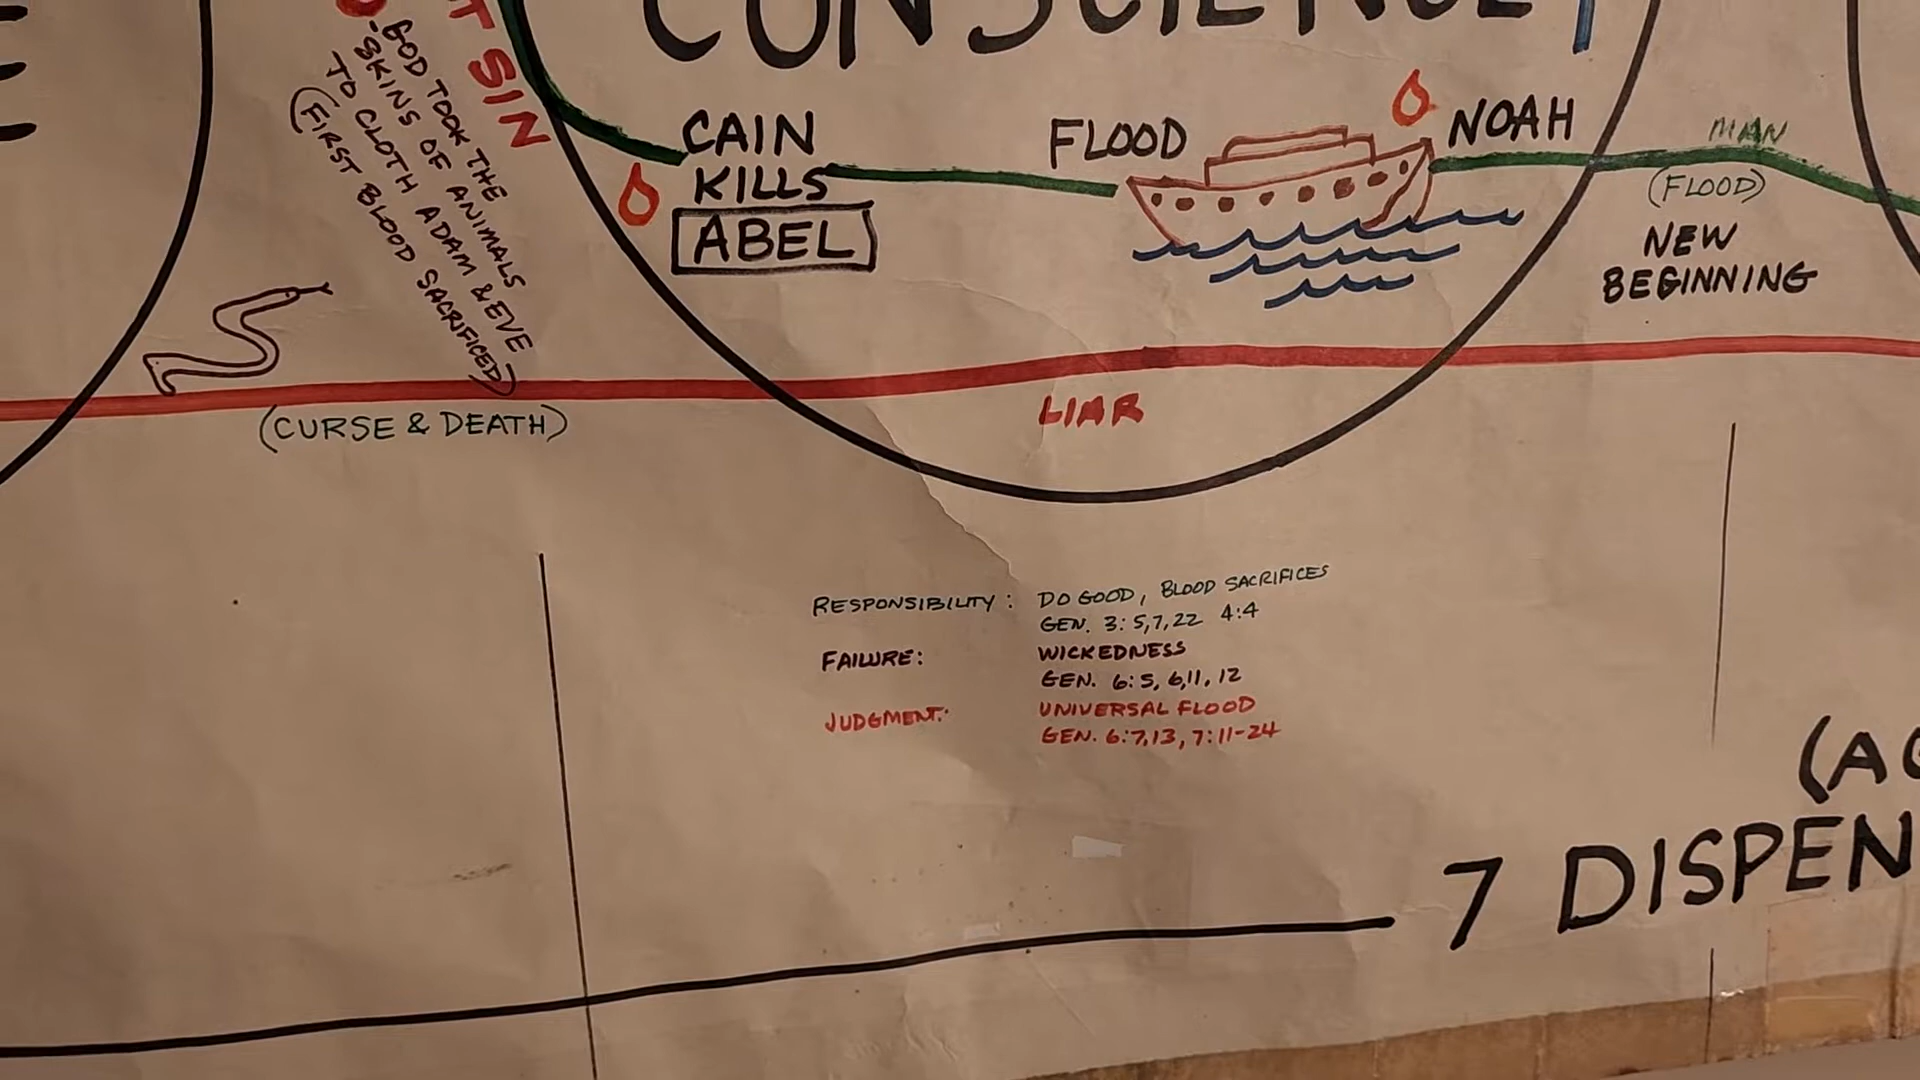 CONSCIENCE
T SIN
GOD TOOK THE
-SKINS OF ANIMALS
TO CLOTH ADAM & EVE
(FIRST BLOOD SACRIFICED)
CAIN
KILLS
ABEL
FLOOD
NOAH
MAN
(FLOOD)
NEW
BEGINNING
(CURSE & DEATH)
LIAR
RESPONSIBILITY: DO GOOD, BLOOD SACRIFICES
GEN. 3:5,7,22 4:4
FAILURE: WICKEDNESS
GEN. 6:5, 6,11, 12
JUDGMENT: UNIVERSAL FLOOD
GEN. 6:7,13, 7:11-24
(AG
7 DISPEN